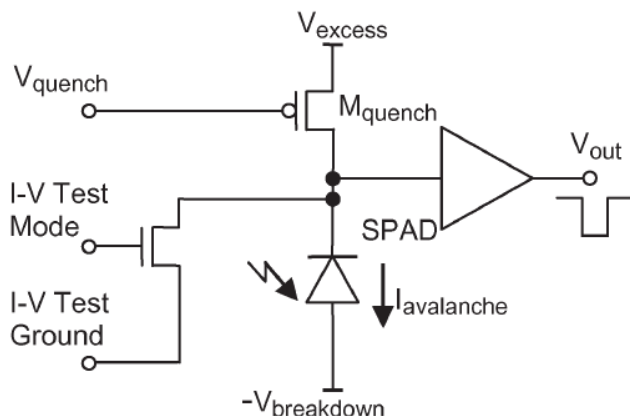 Vexcess
Vquench
Mquench
Vout
I-V Test
Mode
SPAD
I-V Test
Ground
Iavalanche
-Vbreakdown